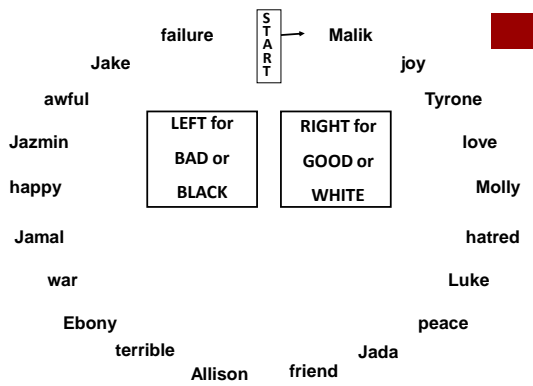 START
Malik
joy
Tyrone
love
Molly
hatred
Luke
peace
Jada
friend
Allison
terrible
Ebony
war
Jamal
happy
Jazmin
awful
Jake
failure
LEFT for
BAD or
BLACK
RIGHT for
GOOD or
WHITE